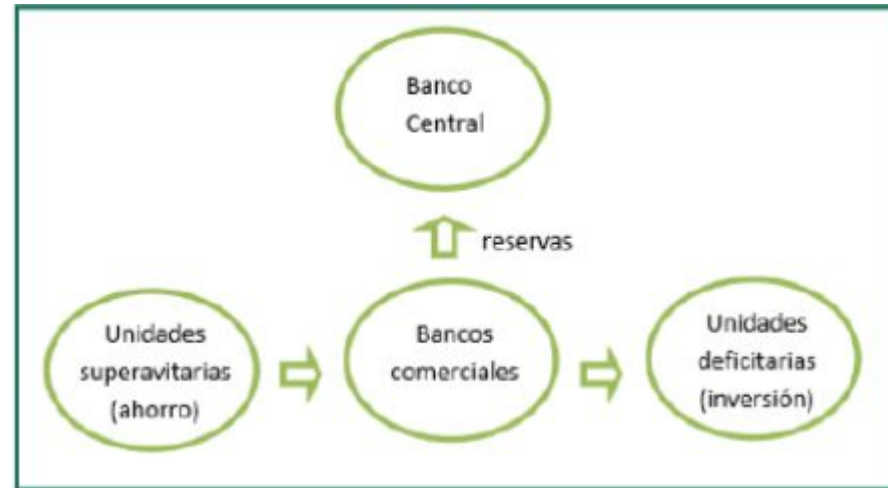 Banco
Central
reservas
Unidades
superavitarias
(ahorro)
Bancos
comerciales
Unidades
deficitarias
(inversión)